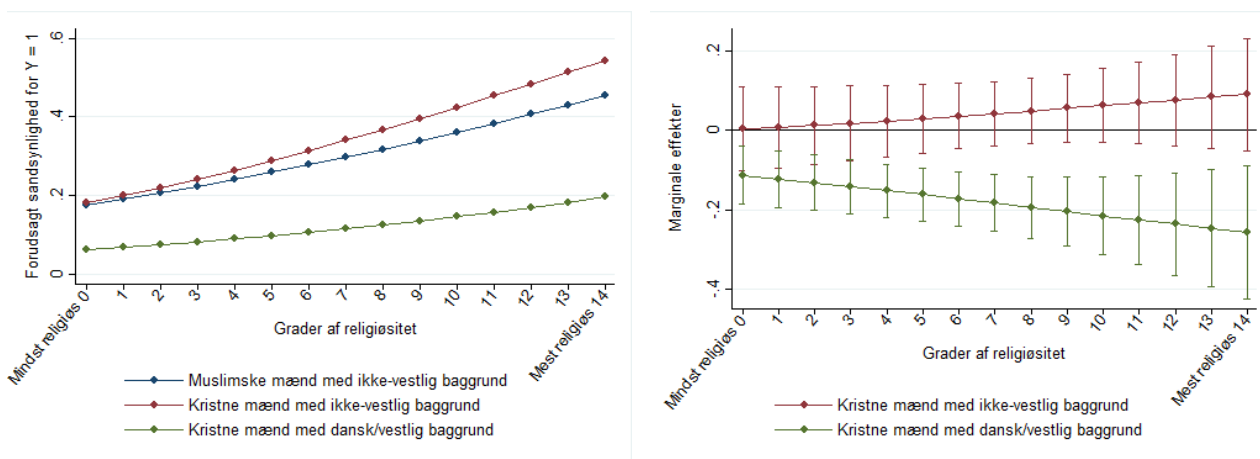 Forudsagt sandsynlighed for Y = 1
.6
.4
.2
0
Mindst religiøs 0
1
2
3
4
5
6
7
8
9
10
11
12
13
Mest religiøs 14
Grader af religiøsitet
Muslimske mænd med ikke-vestlig baggrund
Kristne mænd med ikke-vestlig baggrund
Kristne mænd med dansk/vestlig baggrund
Marginale effekter
.2
0
-.2
-.4
Mindst religiøs 0
1
2
3
4
5
6
7
8
9
10
11
12
13
Mest religiøs 14
Grader af religiøsitet
Kristne mænd med ikke-vestlig baggrund
Kristne mænd med dansk/vestlig baggrund